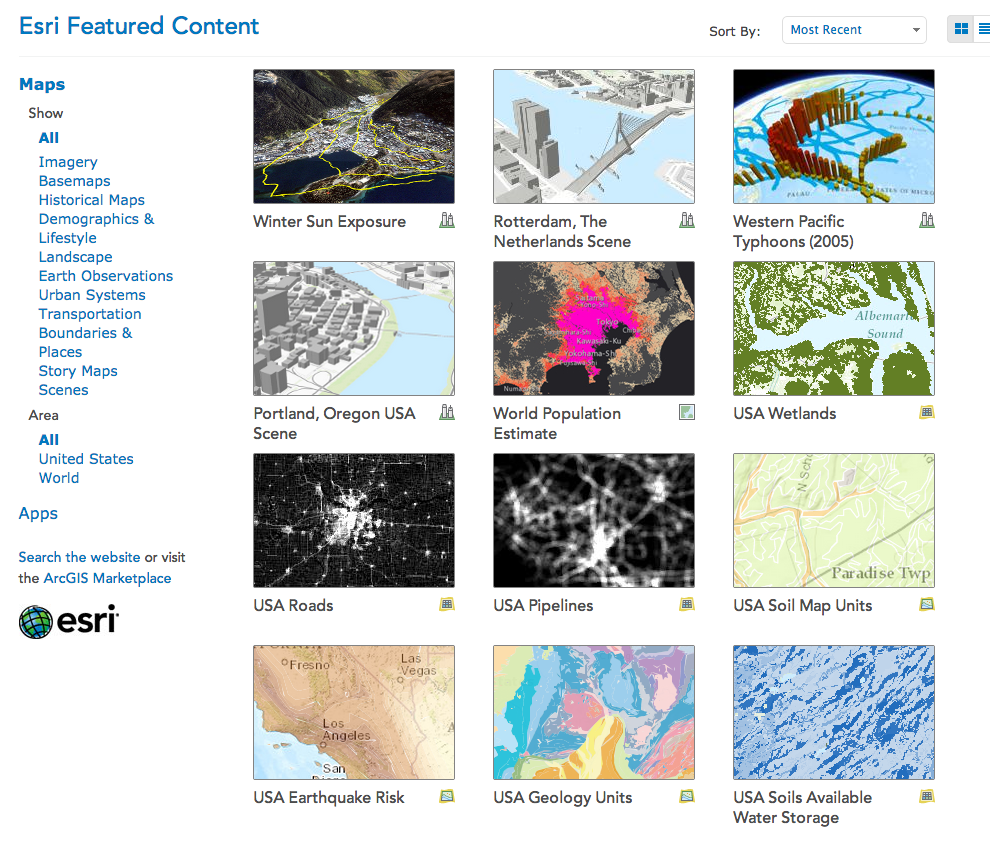 Esri Featured Content
Sort By:
Most Recent
Maps
Show
All
Imagery
Basemaps
Historical Maps
Demographics &
Lifestyle
Landscape
Earth Observations
Urban Systems
Transportation
Boundaries &
Places
Story Maps
Scenes
Area
All
United States
World
Apps
Search the website or visit
the ArcGIS Marketplace
esri
Winter Sun Exposure
Rotterdam, The
Netherlands Scene
PALAU
Western Pacific
Typhoons (2005)
Portland, Oregon USA
Scene
Saitama
Tokyo
Kawasaki-Ku
Yokohama-Sh
World Population
Estimate
Albemarl
Sound
USA Wetlands
USA Roads
USA Pipelines
Paradise Twp
USA Soil Map Units
Fresno
Las
Vegas
Los
Angeles
San
USA Earthquake Risk
USA Geology Units
USA Soils Available
Water Storage